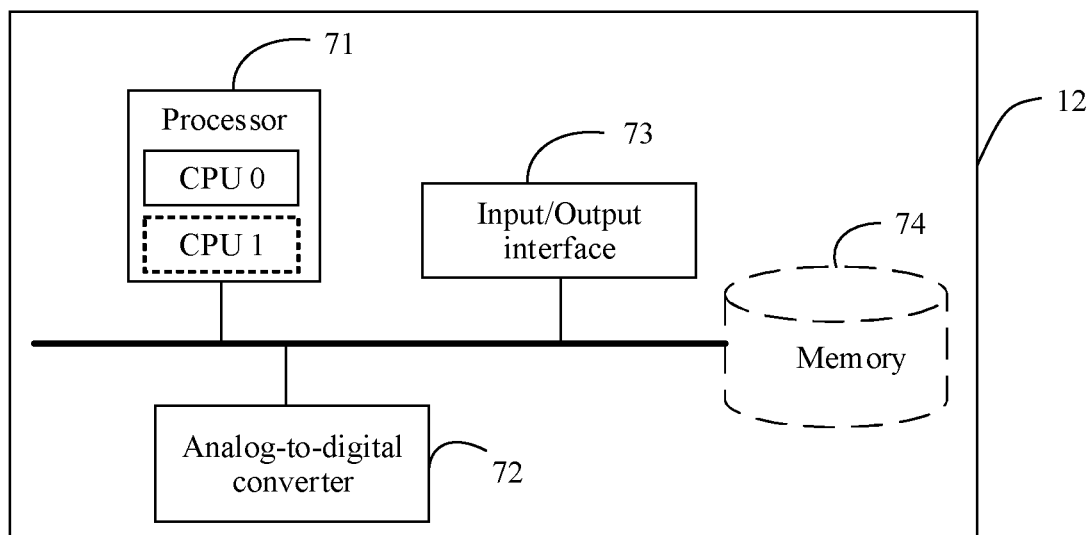 71
Processor
CPU 0
CPU 1
12
73
Input/Output
interface
74
Memory
Analog-to-digital
converter
72